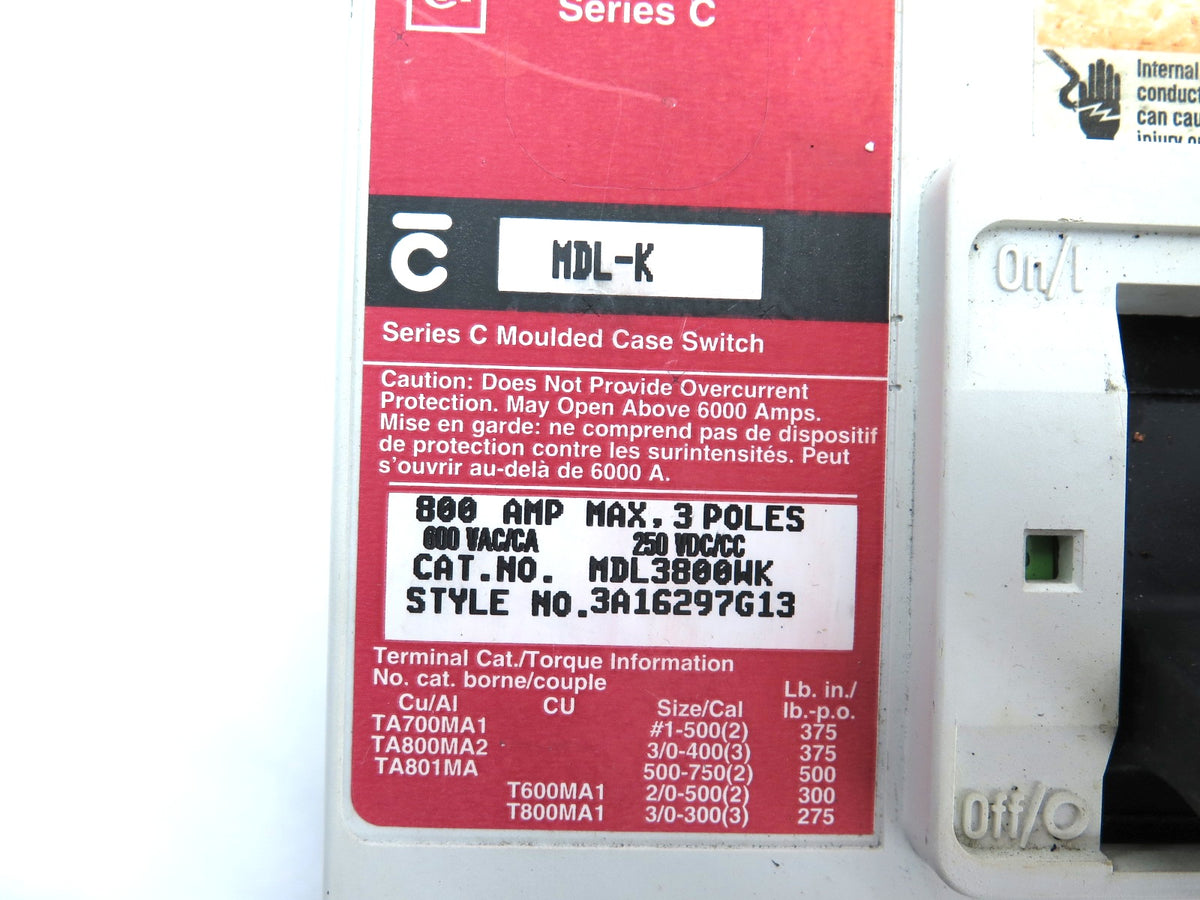 Series C
Internal
conduct
can cau
injury o
C
MDL-K
Series C Moulded Case Switch
Caution: Does Not Provide Overcurrent
Protection. May Open Above 6000 Amps.
Mise en garde: ne comprend pas de dispositif
de protection contre les surintensités. Peut
s'ouvrir au-delà de 6000 A.
800 AMP MAX, 3 POLES
600 VAC/CA 250 VDC/CC
CAT.NO. MDL3800WK
STYLE NO. 3A16297G13
Terminal Cat./Torque Information
No. cat. borne/couple
Cu/Al CU Size/Cal Lb. in./ lb.-p.o.
TA700MA1 #1-500(2) 375
TA800MA2 3/0-400(3) 375
TA801MA 500-750(2) 500
T600MA1 2/0-500(2) 300
T800MA1 3/0-300(3) 275
On/I
Off/O